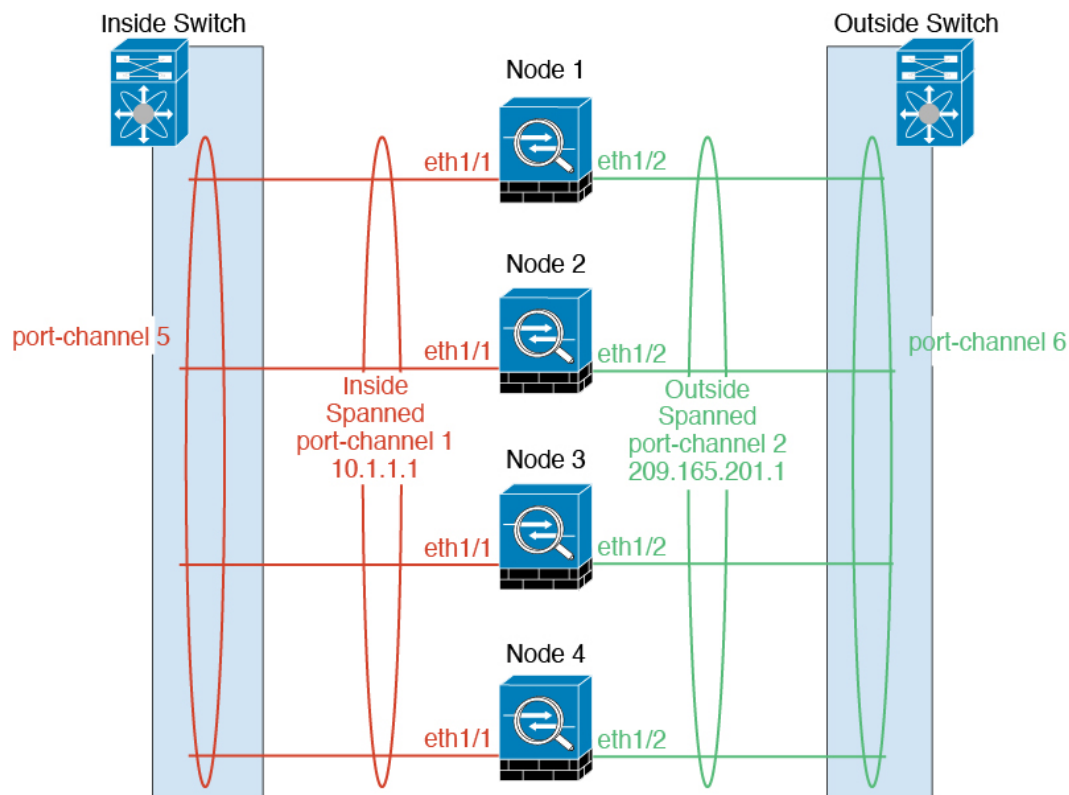 Inside Switch
Outside Switch
Node 1
eth1/1
eth1/2
Node 2
port-channel 5
port-channel 6
eth1/1
eth1/2
Inside
Spanned
port-channel 1
10.1.1.1
Outside
Spanned
port-channel 2
209.165.201.1
Node 3
eth1/1
eth1/2
Node 4
eth1/1
eth1/2